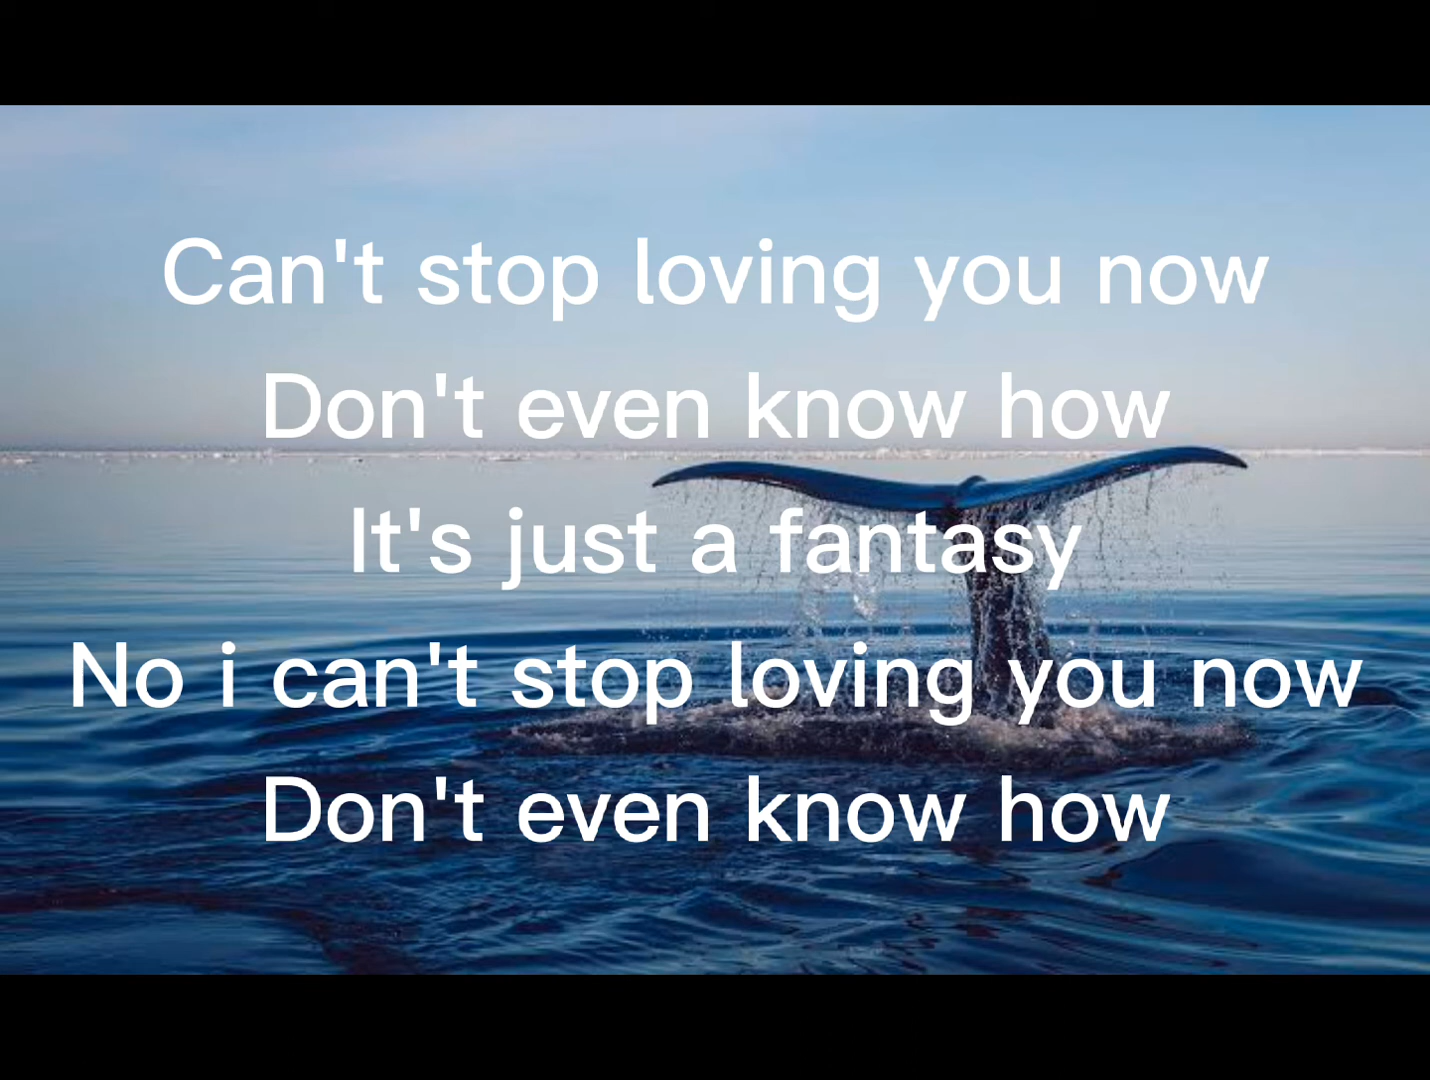 Can't stop loving you now
Don't even know how
It's just a fantasy
No i can't stop loving you now
Don't even know how